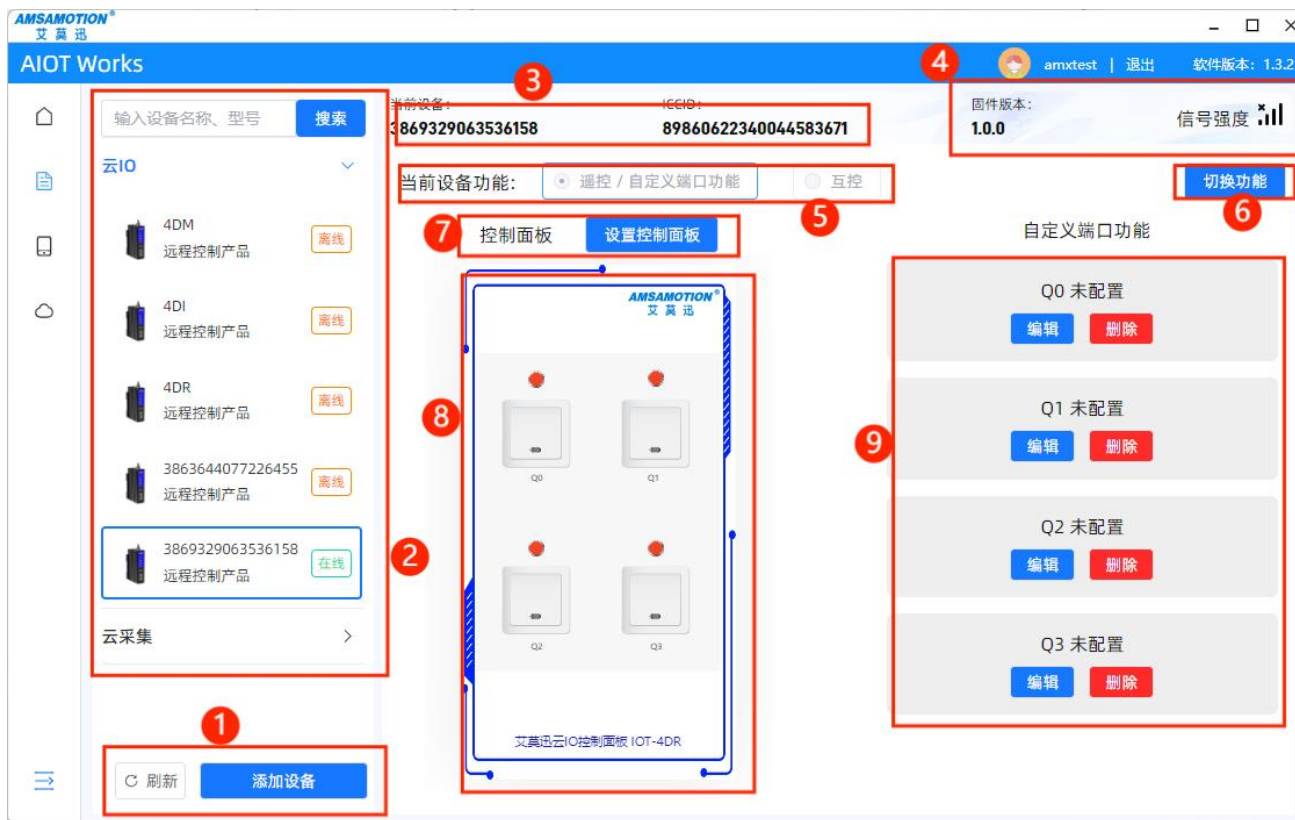 AMSAMOTION®
艾莫迅
AIOT Works
4
amxtest | 退出
软件版本：1.3.2
3
当前设备：
ICCID：
固件版本：
3869329063536158
89860622340044583671
1.0.0
信号强度
输入设备名称、型号
搜索
云IO
当前设备功能：
遥控 / 自定义端口功能
互控
切换功能
5
6
7
控制面板
设置控制面板
自定义端口功能
4DM
远程控制产品
离线
4DI
远程控制产品
离线
4DR
远程控制产品
离线
3863644077226455
远程控制产品
离线
3869329063536158
远程控制产品
在线
2
云采集
1
刷新
添加设备
8
AMSAMOTION®
艾莫迅
Q0
Q1
Q2
Q3
艾莫迅云IO控制面板 IOT-4DR
9
Q0 未配置
编辑
删除
Q1 未配置
编辑
删除
Q2 未配置
编辑
删除
Q3 未配置
编辑
删除